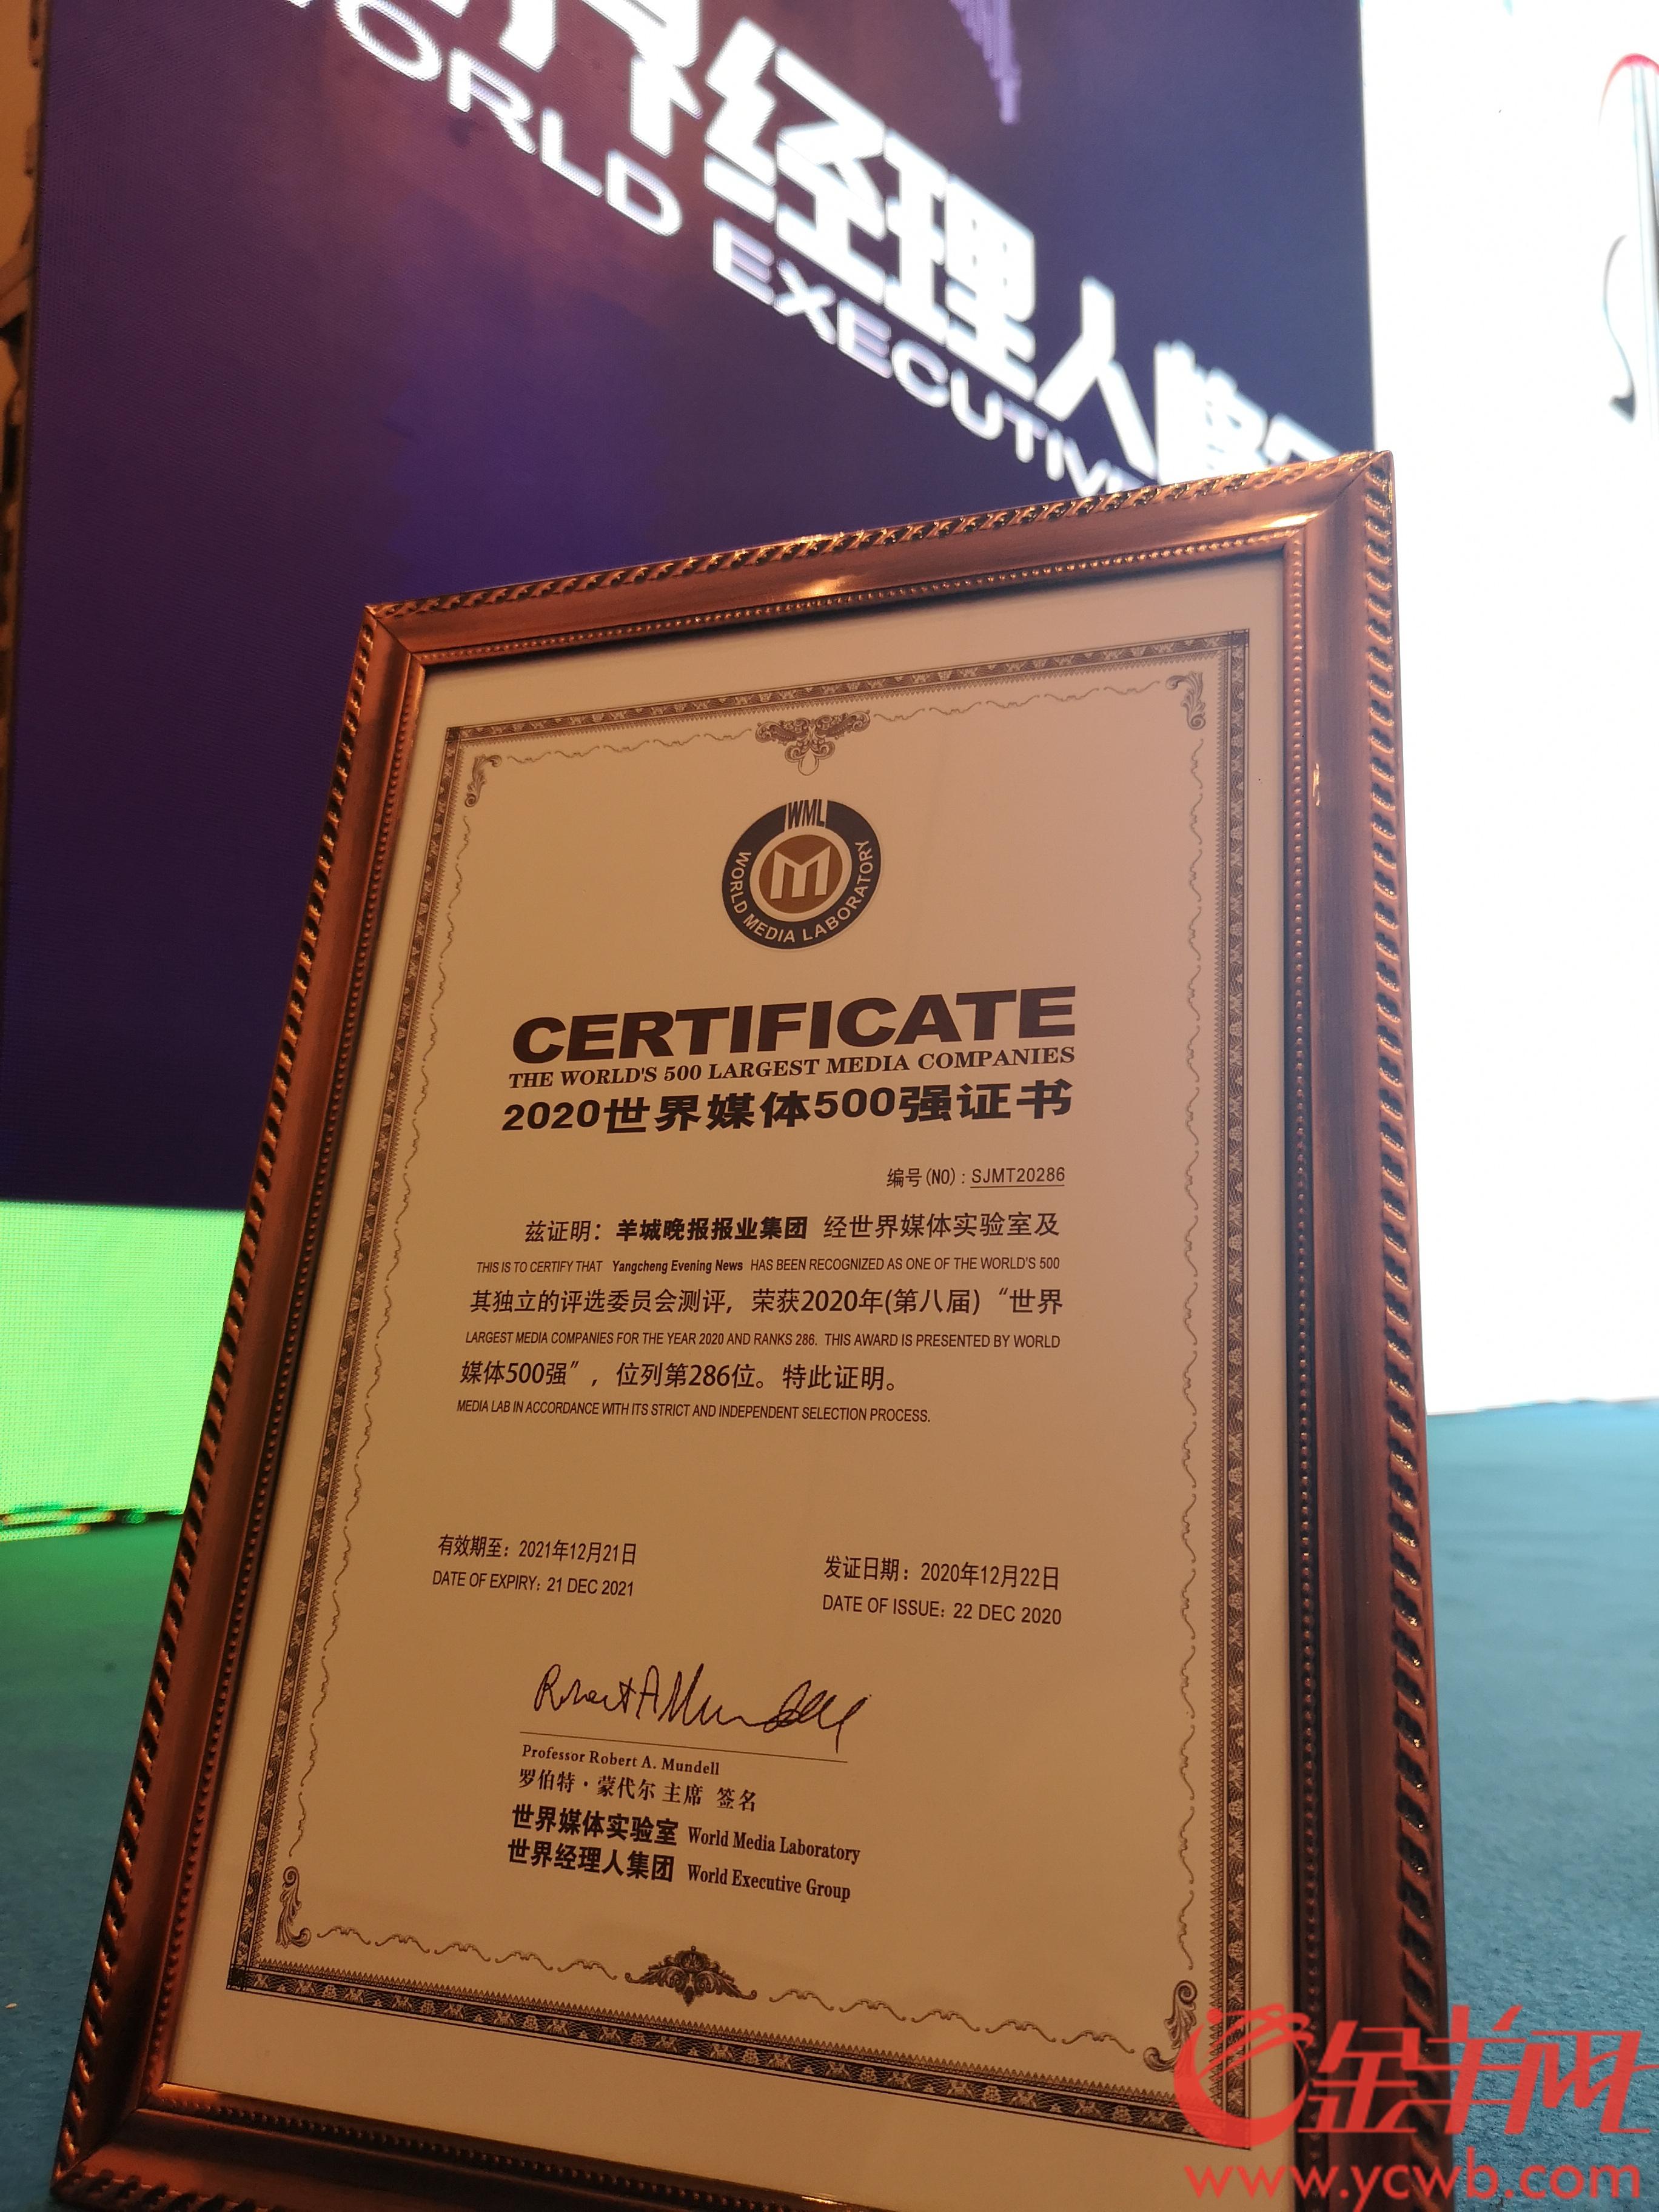 界经理人
WORLD EXECUTIVE
WML
WORLD MEDIA LABORATORY
M
CERTIFICATE
THE WORLD'S 500 LARGEST MEDIA COMPANIES
2020世界媒体500强证书
编号(NO)：SJMT20286
兹证明：羊城晚报报业集团 经世界媒体实验室及
THIS IS TO CERTIFY THAT Yangcheng Evening News HAS BEEN RECOGNIZED AS ONE OF THE WORLD'S 500
其独立的评选委员会测评，荣获2020年(第八届)“世界
LARGEST MEDIA COMPANIES FOR THE YEAR 2020 AND RANKS 286. THIS AWARD IS PRESENTED BY WORLD
媒体500强”，位列第286位。特此证明。
MEDIA LAB IN ACCORDANCE WITH ITS STRICT AND INDEPENDENT SELECTION PROCESS.
有效期至：2021年12月21日
DATE OF EXPIRY: 21 DEC 2021
发证日期：2020年12月22日
DATE OF ISSUE: 22 DEC 2020
Robert A Mundell
Professor Robert A. Mundell
罗伯特·蒙代尔 主席 签名
世界媒体实验室 World Media Laboratory
世界经理人集团 World Executive Group
金羊网
www.ycwb.com